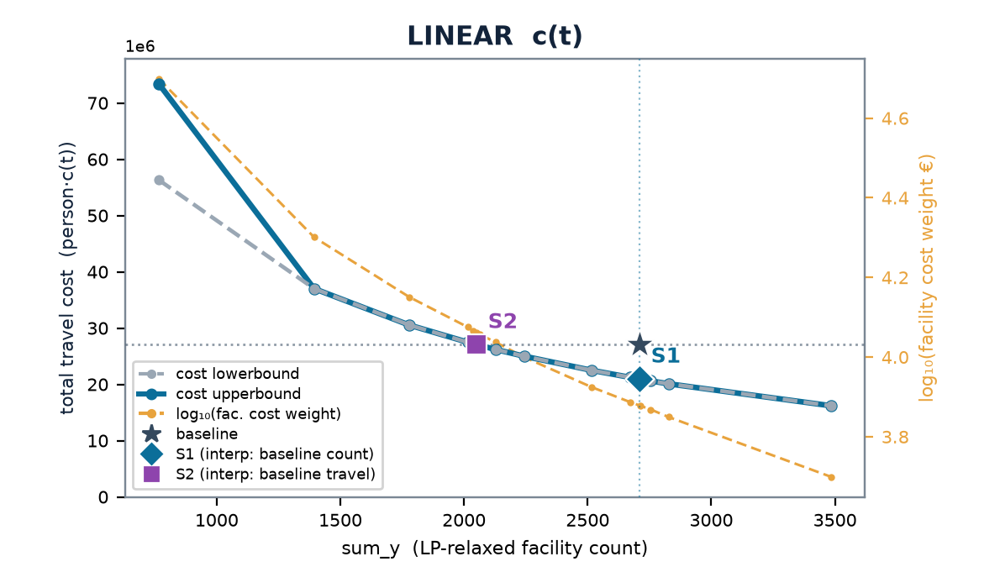 LINEAR  c(t)
1e6
70
60
50
40
30
20
10
0
total travel cost  (person·c(t))
4.6
4.4
4.2
4.0
3.8
log₁₀(facility cost weight €)
S2
S1
cost lowerbound
cost upperbound
log₁₀(fac. cost weight)
baseline
S1 (interp: baseline count)
S2 (interp: baseline travel)
1000
1500
2000
2500
3000
3500
sum_y  (LP-relaxed facility count)